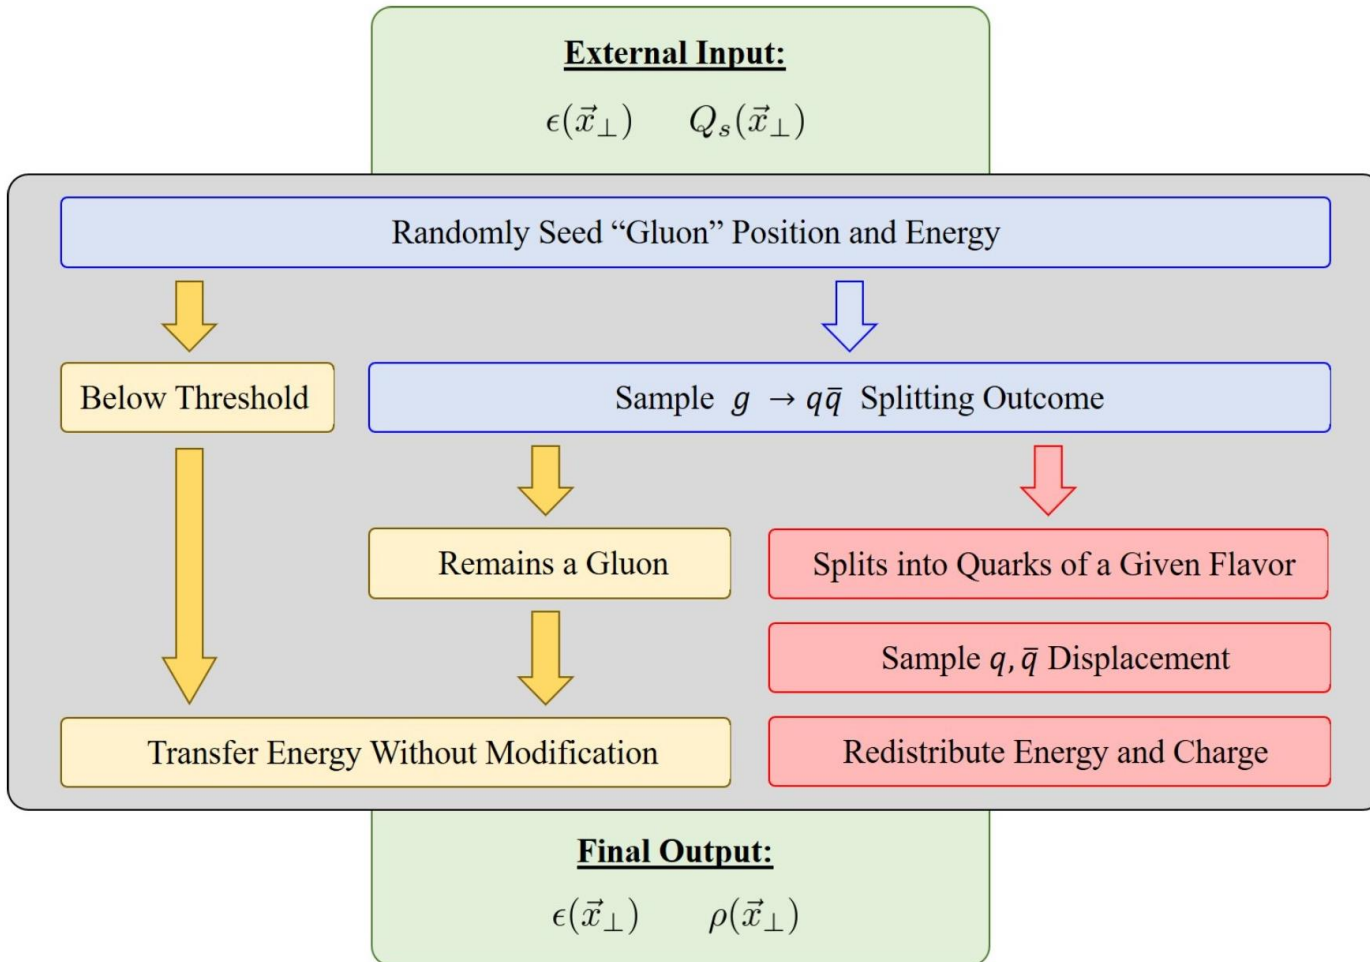 External Input:
ϵ(x⃗⊥) Qs(x⃗⊥)
Randomly Seed “Gluon” Position and Energy
Below Threshold
Sample g → qq̄ Splitting Outcome
Remains a Gluon
Splits into Quarks of a Given Flavor
Sample q, q̄ Displacement
Transfer Energy Without Modification
Redistribute Energy and Charge
Final Output:
ϵ(x⃗⊥) ρ(x⃗⊥)